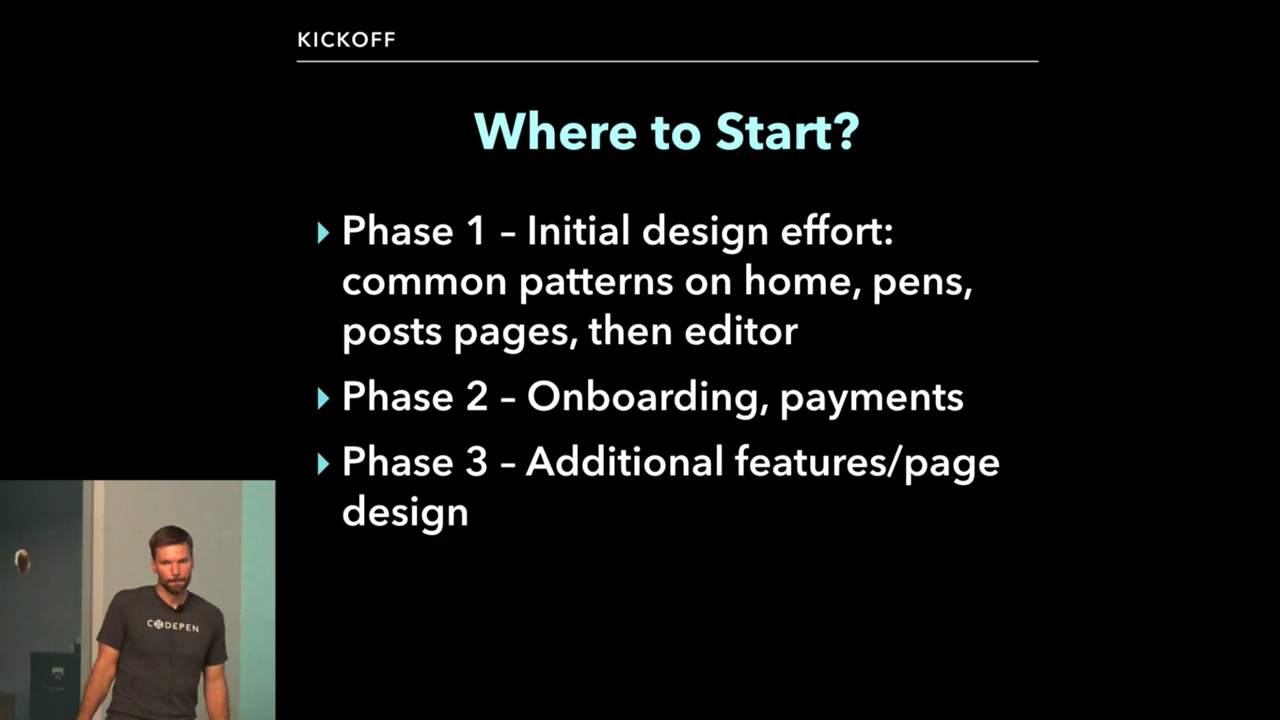 KICKOFF
Where to Start?
Phase 1 – Initial design effort:
common patterns on home, pens,
posts pages, then editor
Phase 2 – Onboarding, payments
Phase 3 – Additional features/page
design
CODEPEN